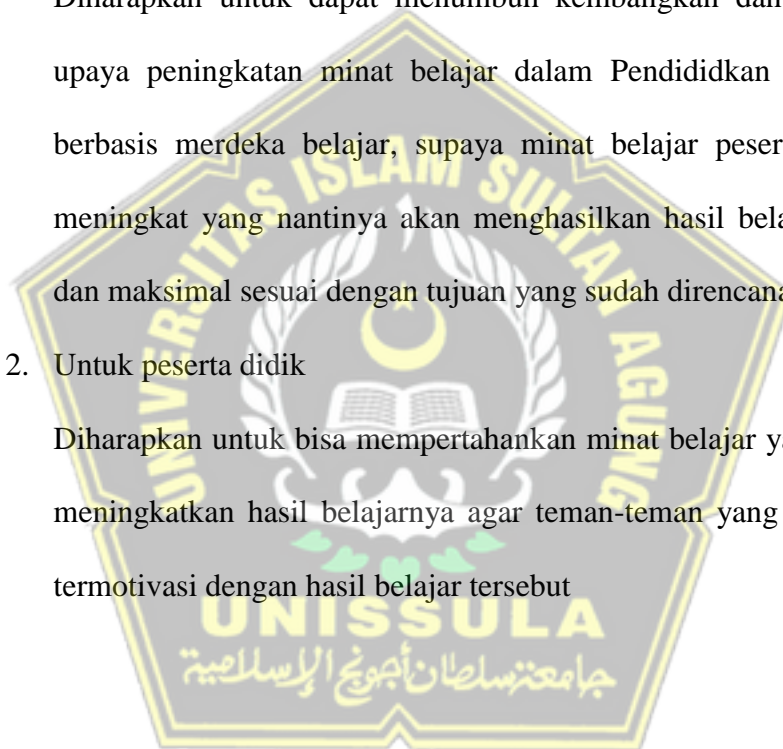 Diharapkan untuk dapat menumbuh kembangkan dan
upaya peningkatan minat belajar dalam Pendididkan
berbasis merdeka belajar, supaya minat belajar peser
meningkat yang nantinya akan menghasilkan hasil bela
dan maksimal sesuai dengan tujuan yang sudah direncana
2. Untuk peserta didik
Diharapkan untuk bisa mempertahankan minat belajar ya
meningkatkan hasil belajarnya agar teman-teman yang
termotivasi dengan hasil belajar tersebut
UNIVERSITAS ISLAM SULTAN AGUNG
UNISSULA
جامعة سلطان أجونج الإسلامية